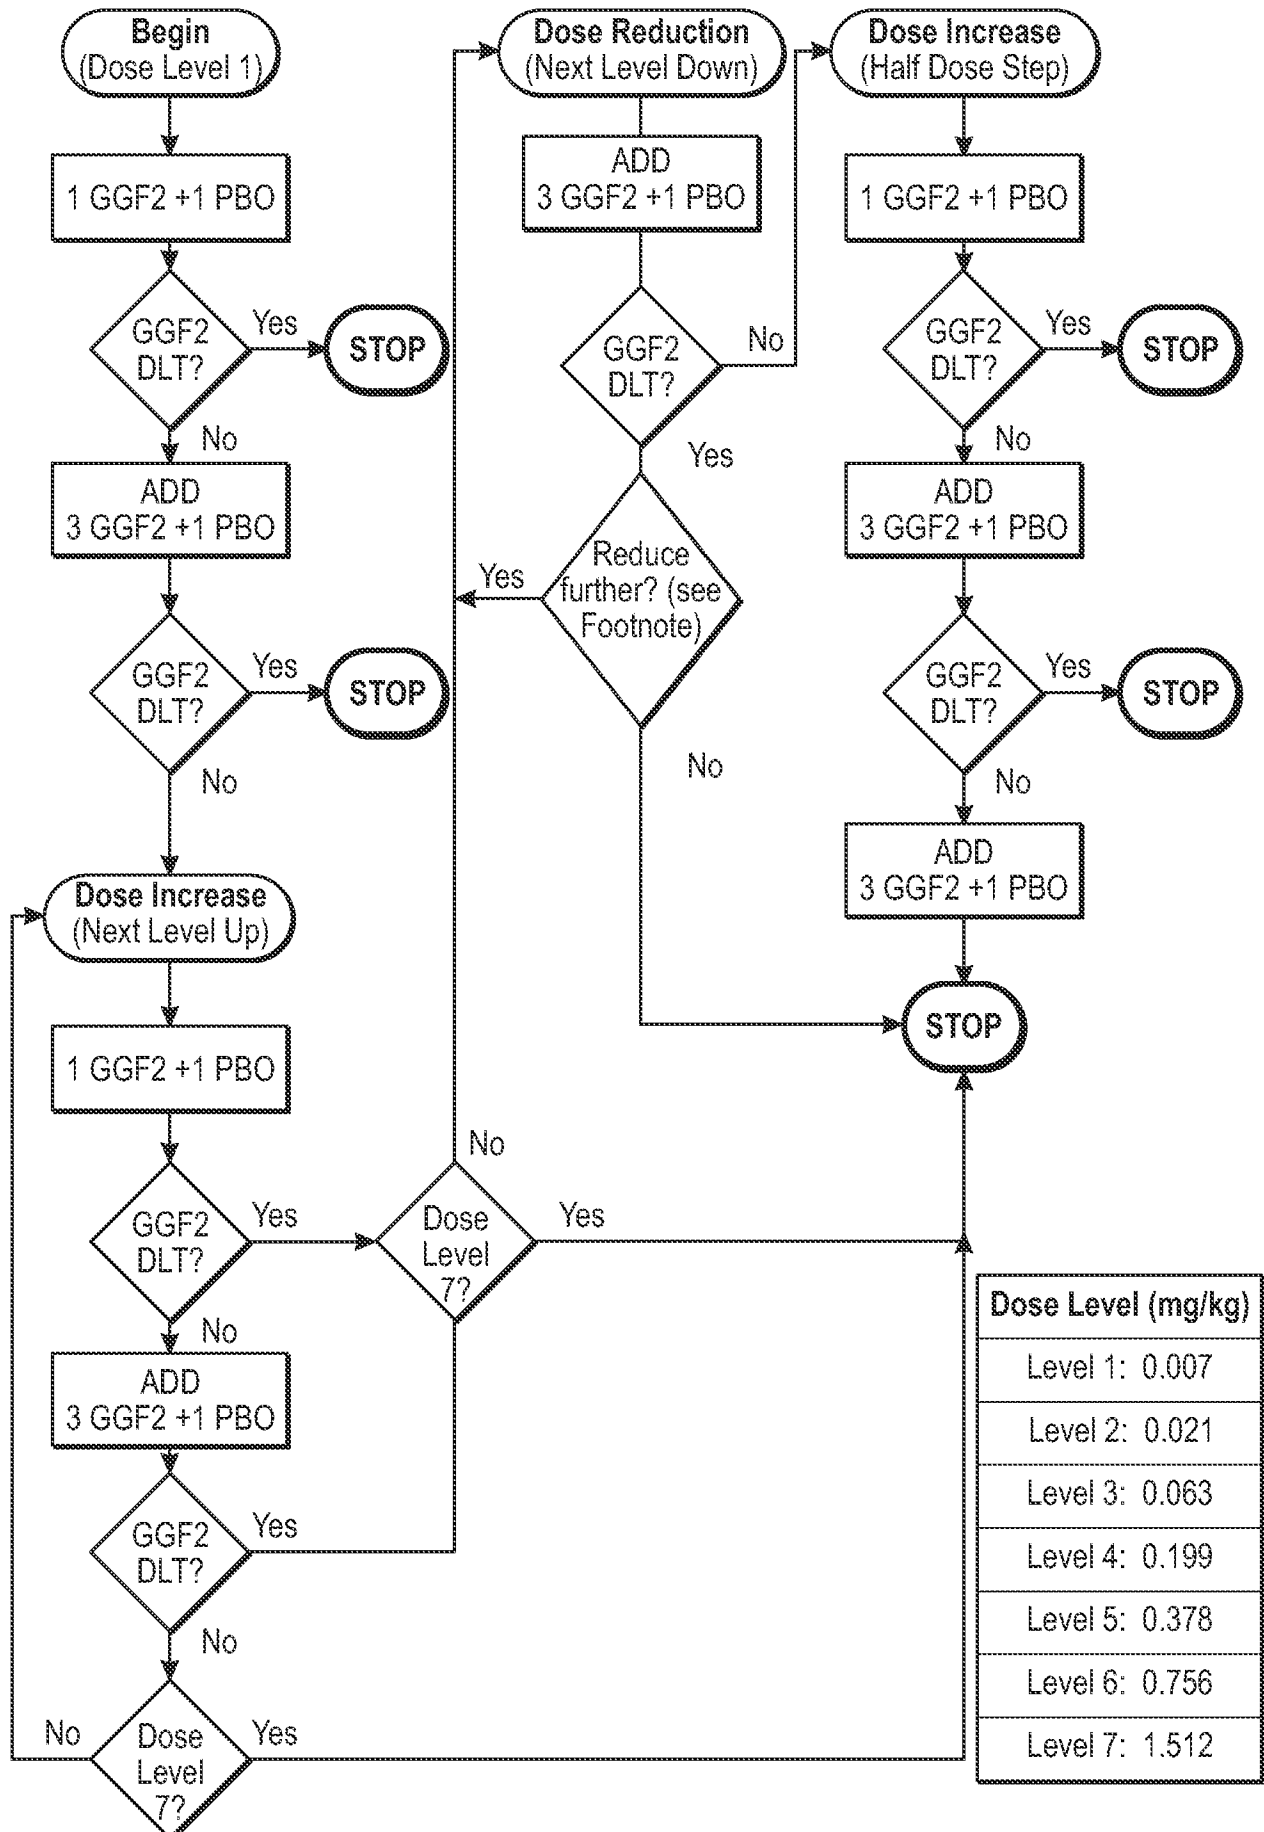 Begin
(Dose Level 1)
1 GGF2 +1 PBO
GGF2
DLT?
Yes
STOP
No
ADD
3 GGF2 +1 PBO
GGF2
DLT?
Yes
STOP
No
Dose Increase
(Next Level Up)
1 GGF2 +1 PBO
GGF2
DLT?
Yes
No
ADD
3 GGF2 +1 PBO
GGF2
DLT?
Yes
No
Dose
Level
7?
No
Yes
Dose
Level
7?
No
Yes
Dose Reduction
(Next Level Down)
ADD
3 GGF2 +1 PBO
GGF2
DLT?
No
Yes
Reduce
further? (see
Footnote)
Yes
No
Dose Increase
(Half Dose Step)
1 GGF2 +1 PBO
GGF2
DLT?
Yes
STOP
No
ADD
3 GGF2 +1 PBO
GGF2
DLT?
Yes
STOP
No
ADD
3 GGF2 +1 PBO
STOP
Dose Level (mg/kg)
Level 1: 0.007
Level 2: 0.021
Level 3: 0.063
Level 4: 0.199
Level 5: 0.378
Level 6: 0.756
Level 7: 1.512